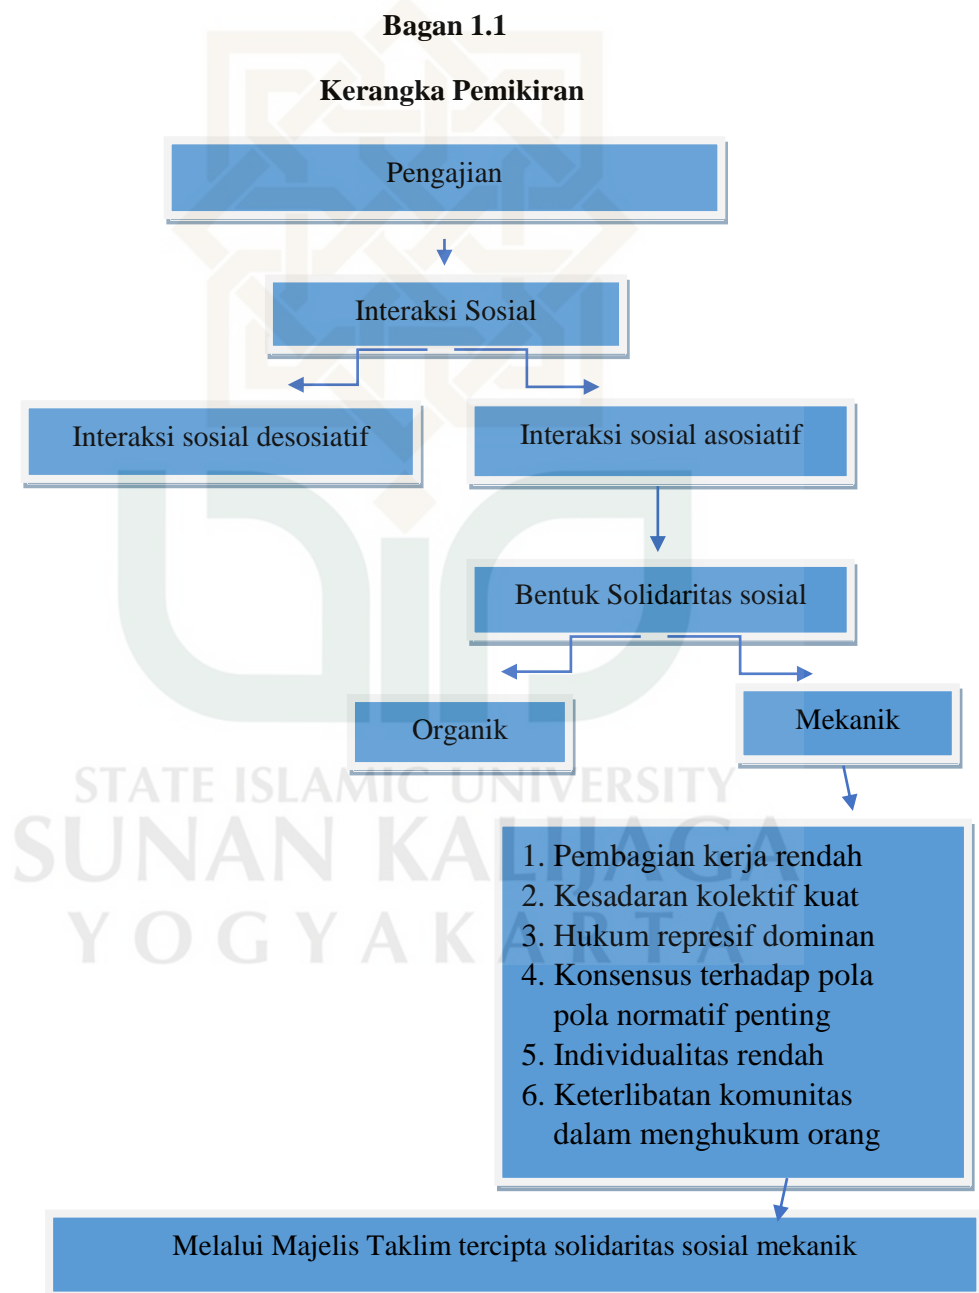 Bagan 1.1
Kerangka Pemikiran
Pengajian
Interaksi Sosial
Interaksi sosial desosiatif
Interaksi sosial asosiatif
Bentuk Solidaritas sosial
Organik
Mekanik
STATE ISLAMIC UNIVERSITY
SUNAN KALIJAGA
YOGYAKARTA
1. Pembagian kerja rendah
2. Kesadaran kolektif kuat
3. Hukum represif dominan
4. Konsensus terhadap pola
pola normatif penting
5. Individualitas rendah
6. Keterlibatan komunitas
dalam menghukum orang
Melalui Majelis Taklim tercipta solidaritas sosial mekanik